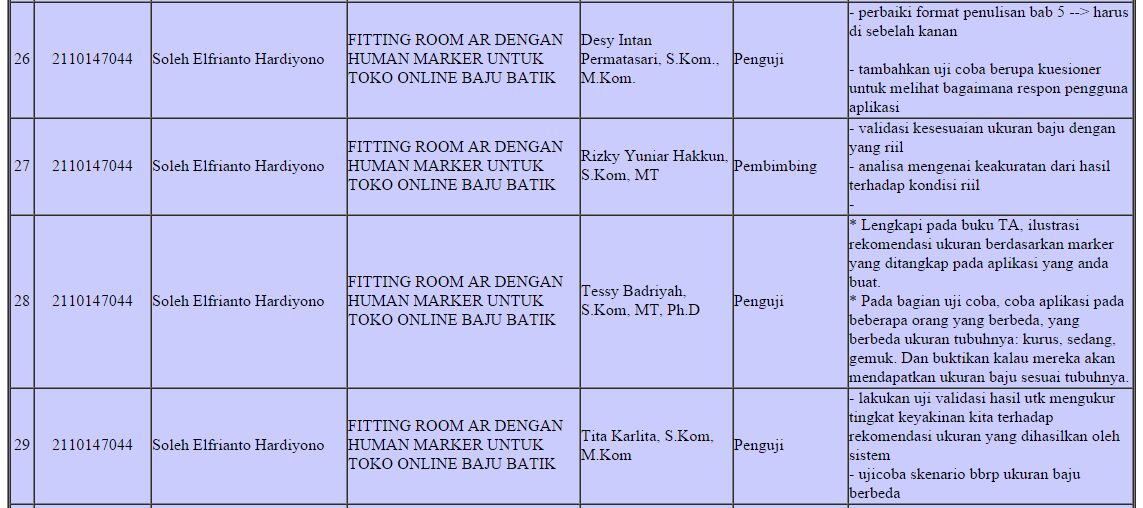 26
2110147044
Soleh Elfrianto Hardiyono
FITTING ROOM AR DENGAN
HUMAN MARKER UNTUK
TOKO ONLINE BAJU BATIK
Desy Intan
Permatasari, S.Kom.,
M.Kom.
Penguji
- perbaiki format penulisan bab 5 --> harus
di sebelah kanan
- tambahkan uji coba berupa kuesioner
untuk melihat bagaimana respon pengguna
aplikasi
27
2110147044
Soleh Elfrianto Hardiyono
FITTING ROOM AR DENGAN
HUMAN MARKER UNTUK
TOKO ONLINE BAJU BATIK
Rizky Yuniar Hakkun,
S.Kom, MT
Pembimbing
- validasi kesesuaian ukuran baju dengan
yang riil
- analisa mengenai keakuratan dari hasil
terhadap kondisi riil
-
28
2110147044
Soleh Elfrianto Hardiyono
FITTING ROOM AR DENGAN
HUMAN MARKER UNTUK
TOKO ONLINE BAJU BATIK
Tessy Badriyah,
S.Kom, MT, Ph.D
Penguji
* Lengkapi pada buku TA, ilustrasi
rekomendasi ukuran berdasarkan marker
yang ditangkap pada aplikasi yang anda
buat.
* Pada bagian uji coba, coba aplikasi pada
beberapa orang yang berbeda, yang
berbeda ukuran tubuhnya: kurus, sedang,
gemuk. Dan buktikan kalau mereka akan
mendapatkan ukuran baju sesuai tubuhnya.
29
2110147044
Soleh Elfrianto Hardiyono
FITTING ROOM AR DENGAN
HUMAN MARKER UNTUK
TOKO ONLINE BAJU BATIK
Tita Karlita, S.Kom,
M.Kom
Penguji
- lakukan uji validasi hasil utk mengukur
tingkat keyakinan kita terhadap
rekomendasi ukuran yang dihasilkan oleh
sistem
- ujicoba skenario bbrp ukuran baju
berbeda